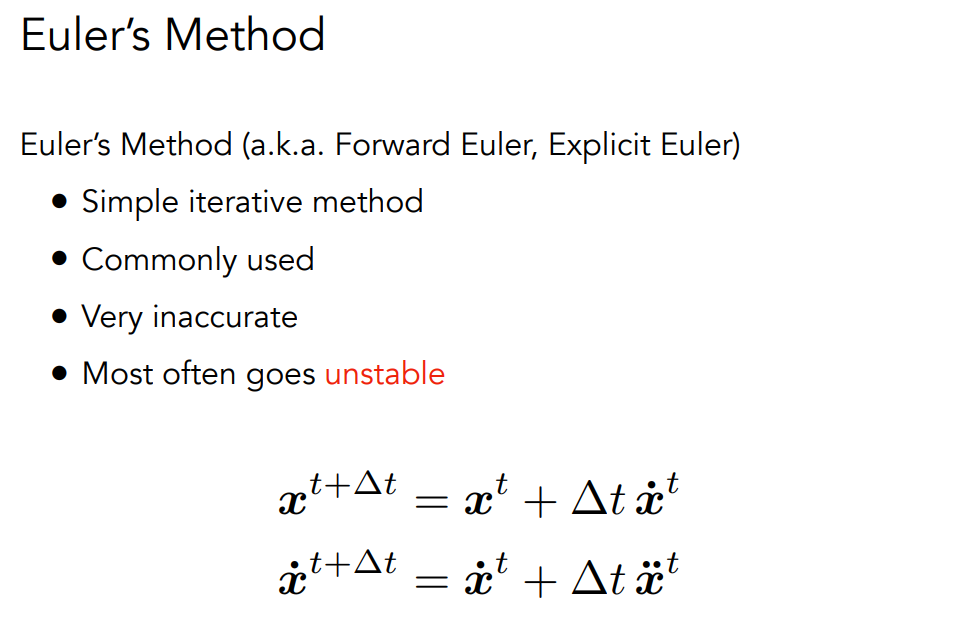 Euler’s Method
Euler’s Method (a.k.a. Forward Euler, Explicit Euler)
• Simple iterative method
• Commonly used
• Very inaccurate
• Most often goes unstable
$\boldsymbol{x}^{t+\Delta t} = \boldsymbol{x}^{t} + \Delta t\, \dot{\boldsymbol{x}}^{t}$
$\dot{\boldsymbol{x}}^{t+\Delta t} = \dot{\boldsymbol{x}}^{t} + \Delta t\, \ddot{\boldsymbol{x}}^{t}$